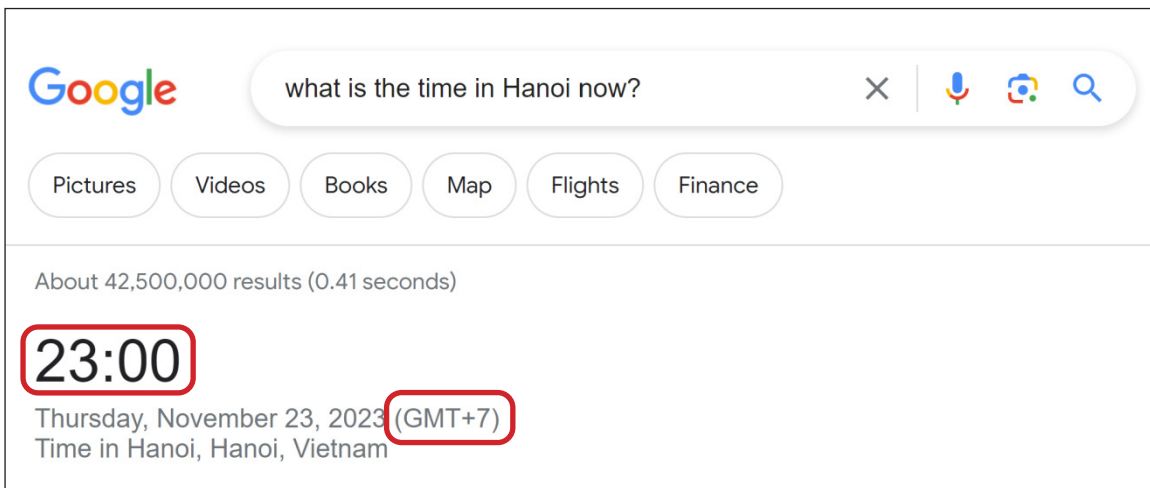 Google
what is the time in Hanoi now?
Pictures Videos Books Map Flights Finance
About 42,500,000 results (0.41 seconds)
23:00
Thursday, November 23, 2023 (GMT+7)
Time in Hanoi, Hanoi, Vietnam